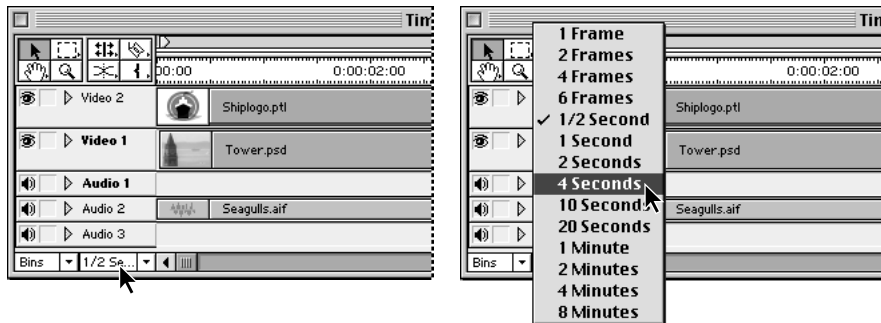 Tim
00:00
0:00:02:00
Video 2
Shiplogo.ptl
Video 1
Tower.psd
Audio 1
Audio 2
Seagulls.aif
Audio 3
Bins
1/2 Se...
Tin
1 Frame
2 Frames
4 Frames
6 Frames
✓ 1/2 Second
1 Second
2 Seconds
4 Seconds
10 Seconds
20 Seconds
1 Minute
2 Minutes
4 Minutes
8 Minutes
0:00:02:00
Shiplogo.ptl
Tower.psd
Seagulls.aif
Bins